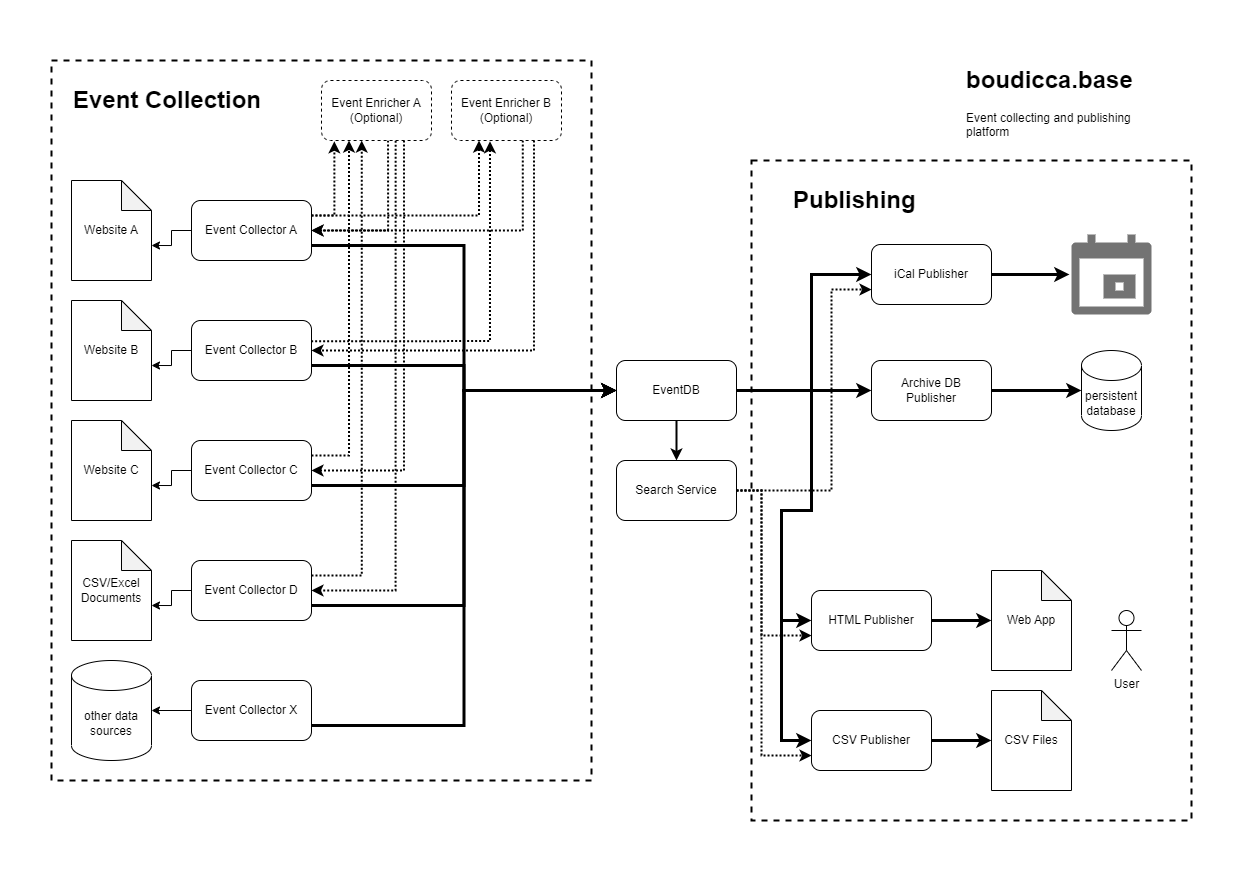 boudicca.base
Event collecting and publishing
platform
Event Collection
Event Enricher A
(Optional)
Event Enricher B
(Optional)
Website A
Event Collector A
Website B
Event Collector B
Website C
Event Collector C
CSV/Excel
Documents
Event Collector D
other data
sources
Event Collector X
EventDB
Search Service
Publishing
iCal Publisher
Archive DB
Publisher
persistent
database
HTML Publisher
Web App
User
CSV Publisher
CSV Files